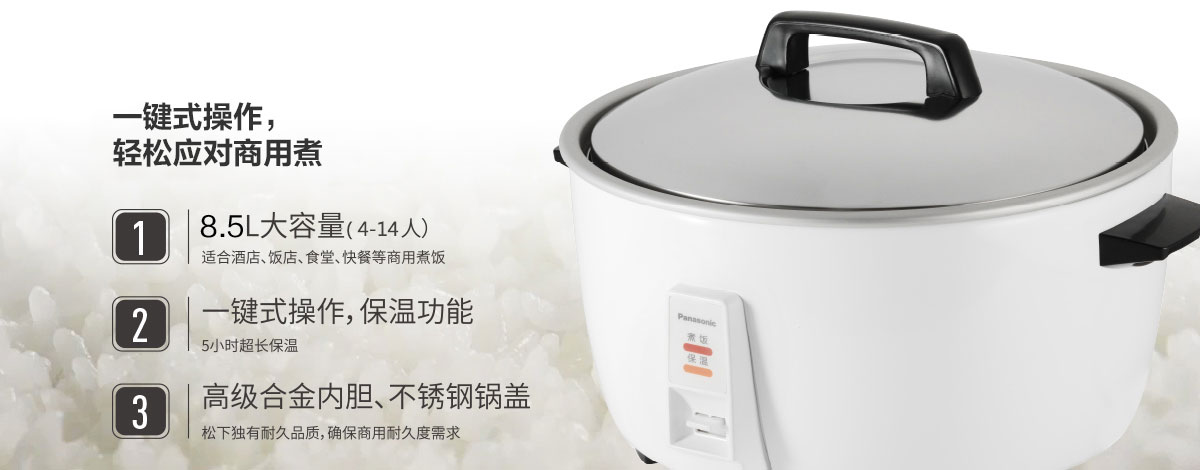 一键式操作，
轻松应对商用煮
1
8.5L大容量( 4-14 人)
适合酒店、饭店、食堂、快餐等商用煮饭
2
一键式操作, 保温功能
5小时超长保温
3
高级合金内胆、不锈钢锅盖
松下独有耐久品质, 确保商用耐久度需求
Panasonic
煮饭
保温